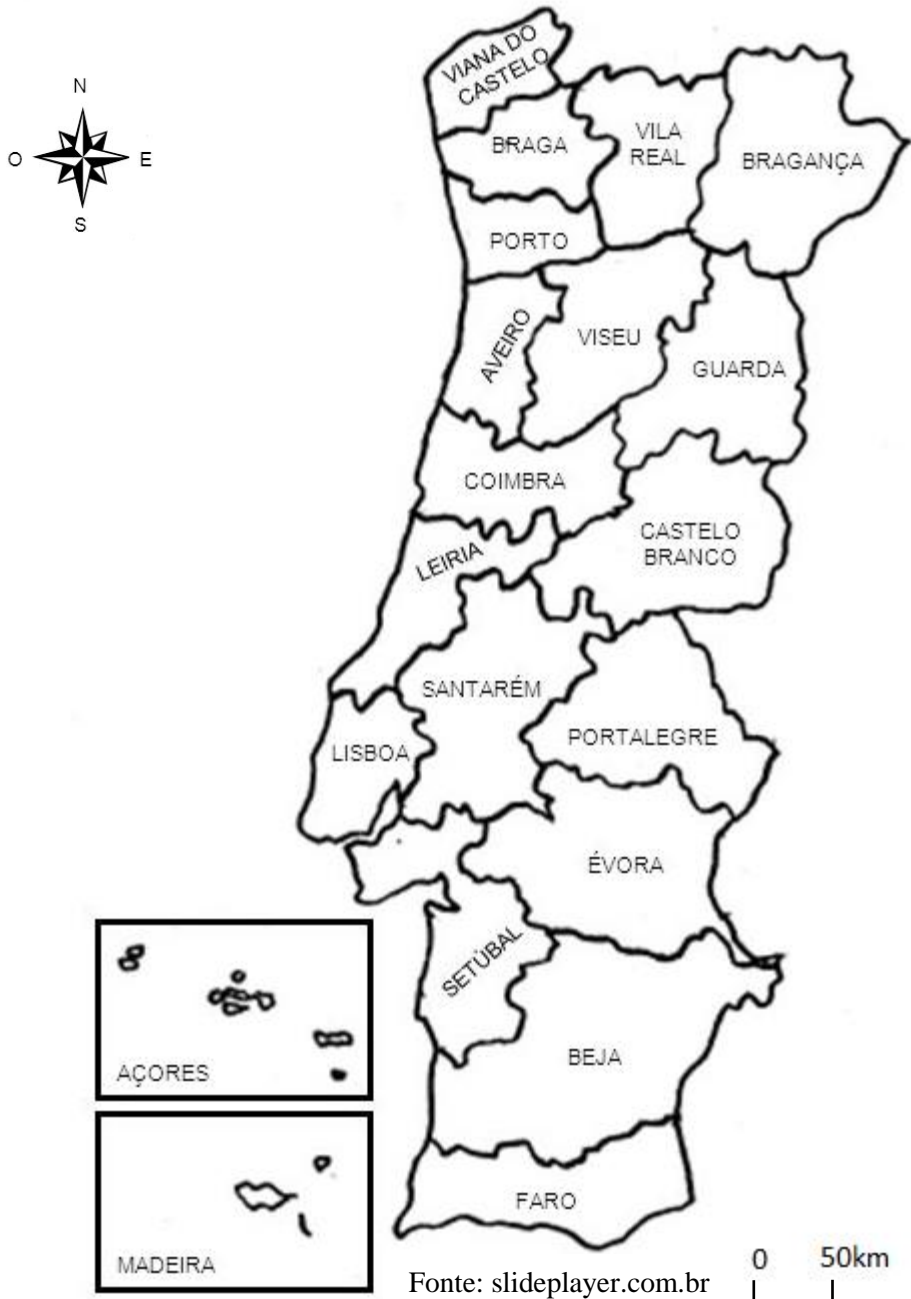 VIANA DO
CASTELO
N
O
E
S
BRAGA
VILA
REAL
BRAGANÇA
PORTO
AVEIRO
VISEU
GUARDA
COIMBRA
CASTELO
BRANCO
LEIRIA
SANTARÉM
PORTALEGRE
LISBOA
ÉVORA
SETÚBAL
BEJA
AÇORES
FARO
MADEIRA
0 50km
Fonte: slideplayer.com.br